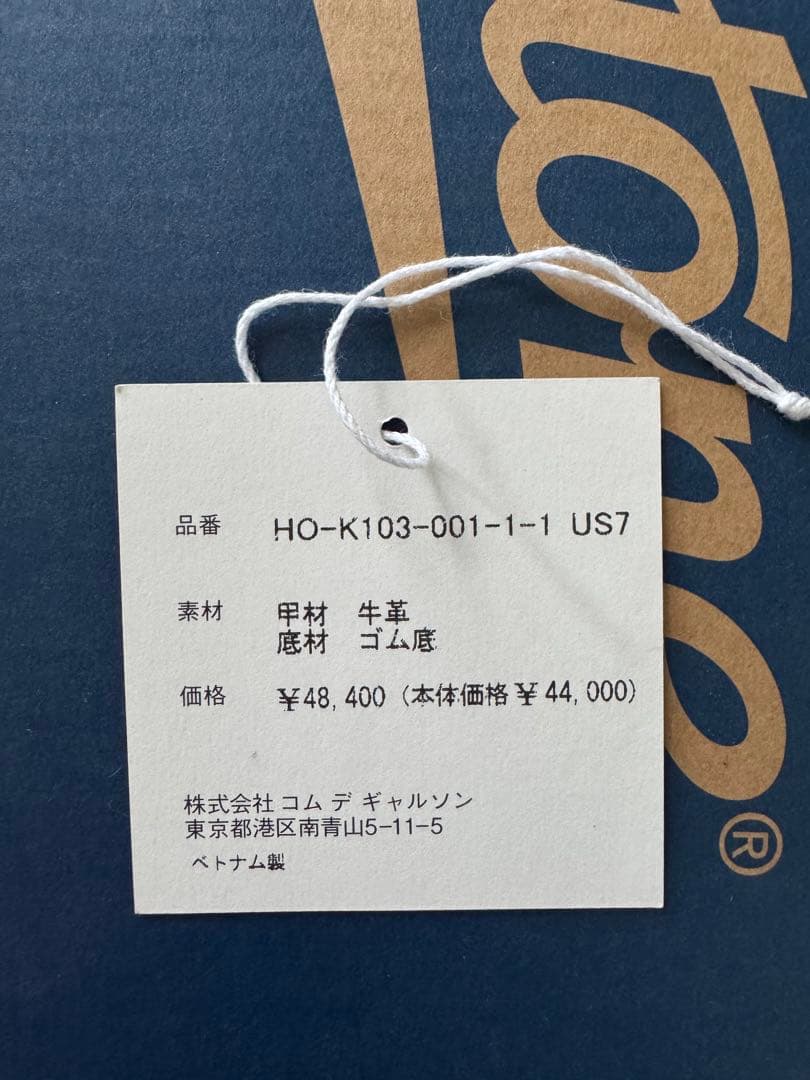 品番 HO-K103-001-1-1 US7
素材 甲材 牛革
底材 ゴム底
価格 ¥48,400 (本体価格 ¥ 44,000)
株式会社 コム デ ギャルソン
東京都港区南青山5-11-5
ベトナム製
®